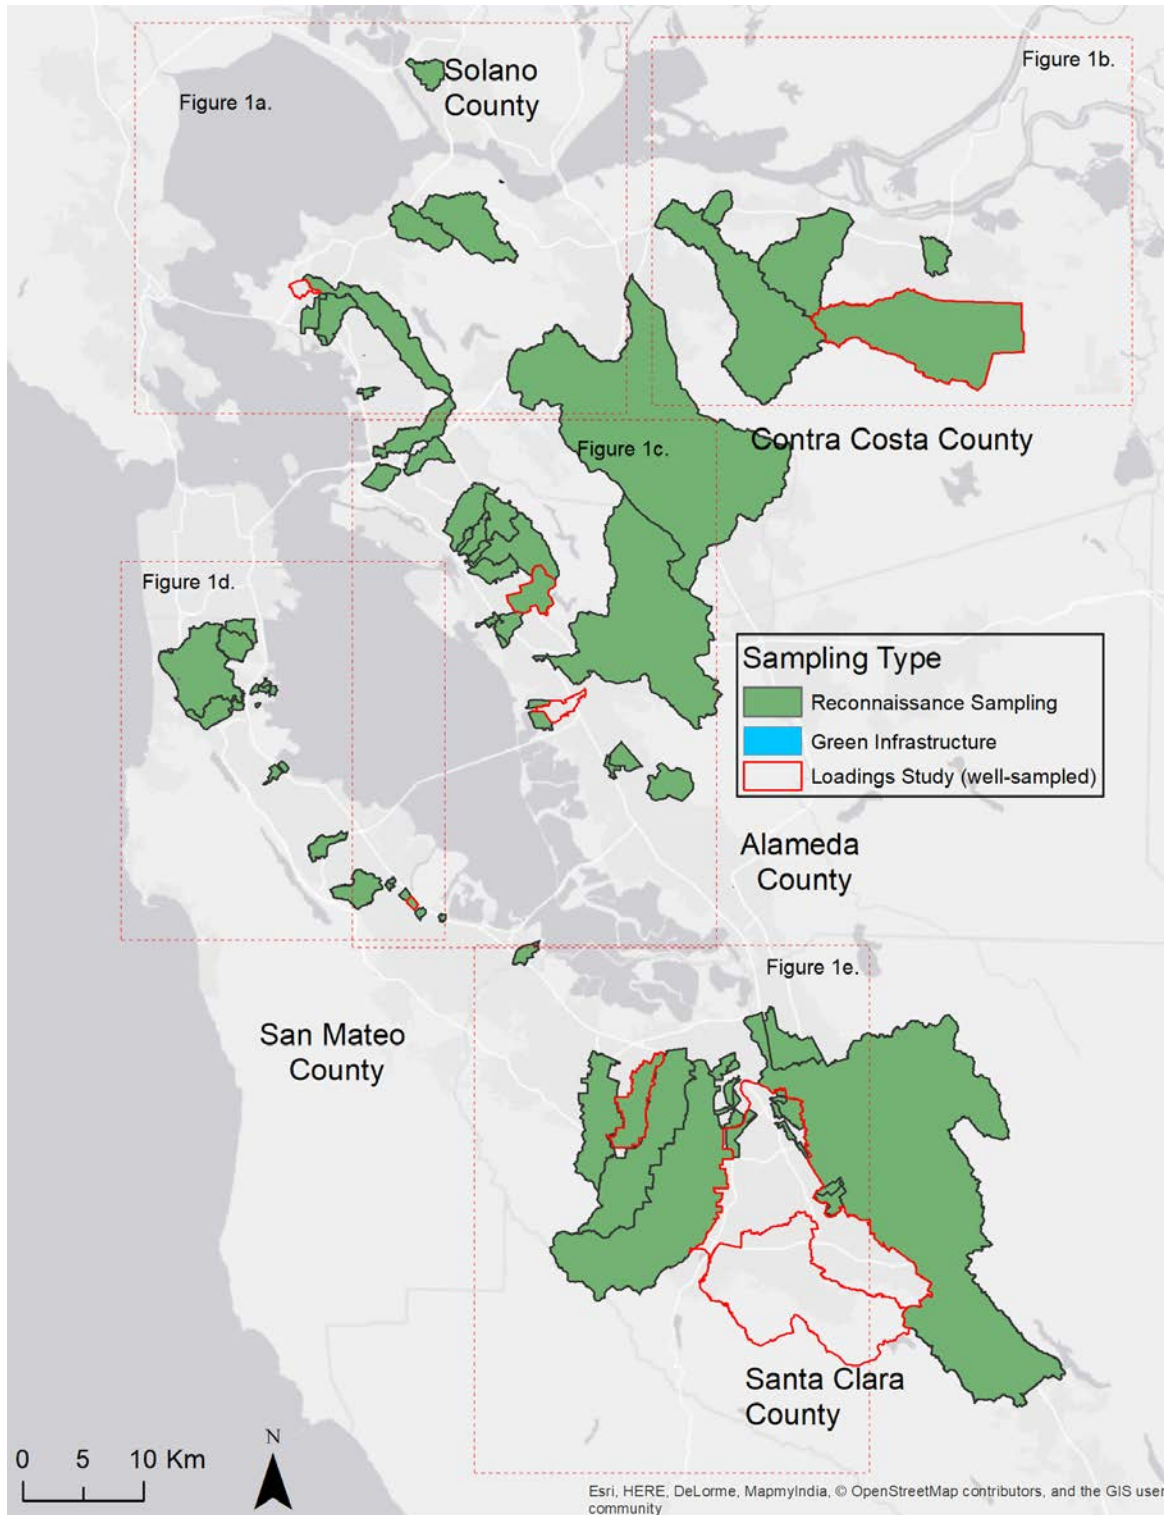 Solano
County
Figure 1a.
Figure 1b.
Contra Costa County
Figure 1c.
Figure 1d.
Sampling Type
Reconnaissance Sampling
Green Infrastructure
Loadings Study (well-sampled)
Alameda
County
Figure 1e.
San Mateo
County
Santa Clara
County
N
0 5 10 Km
Esri, HERE, DeLorme, MapmyIndia, © OpenStreetMap contributors, and the GIS user
community